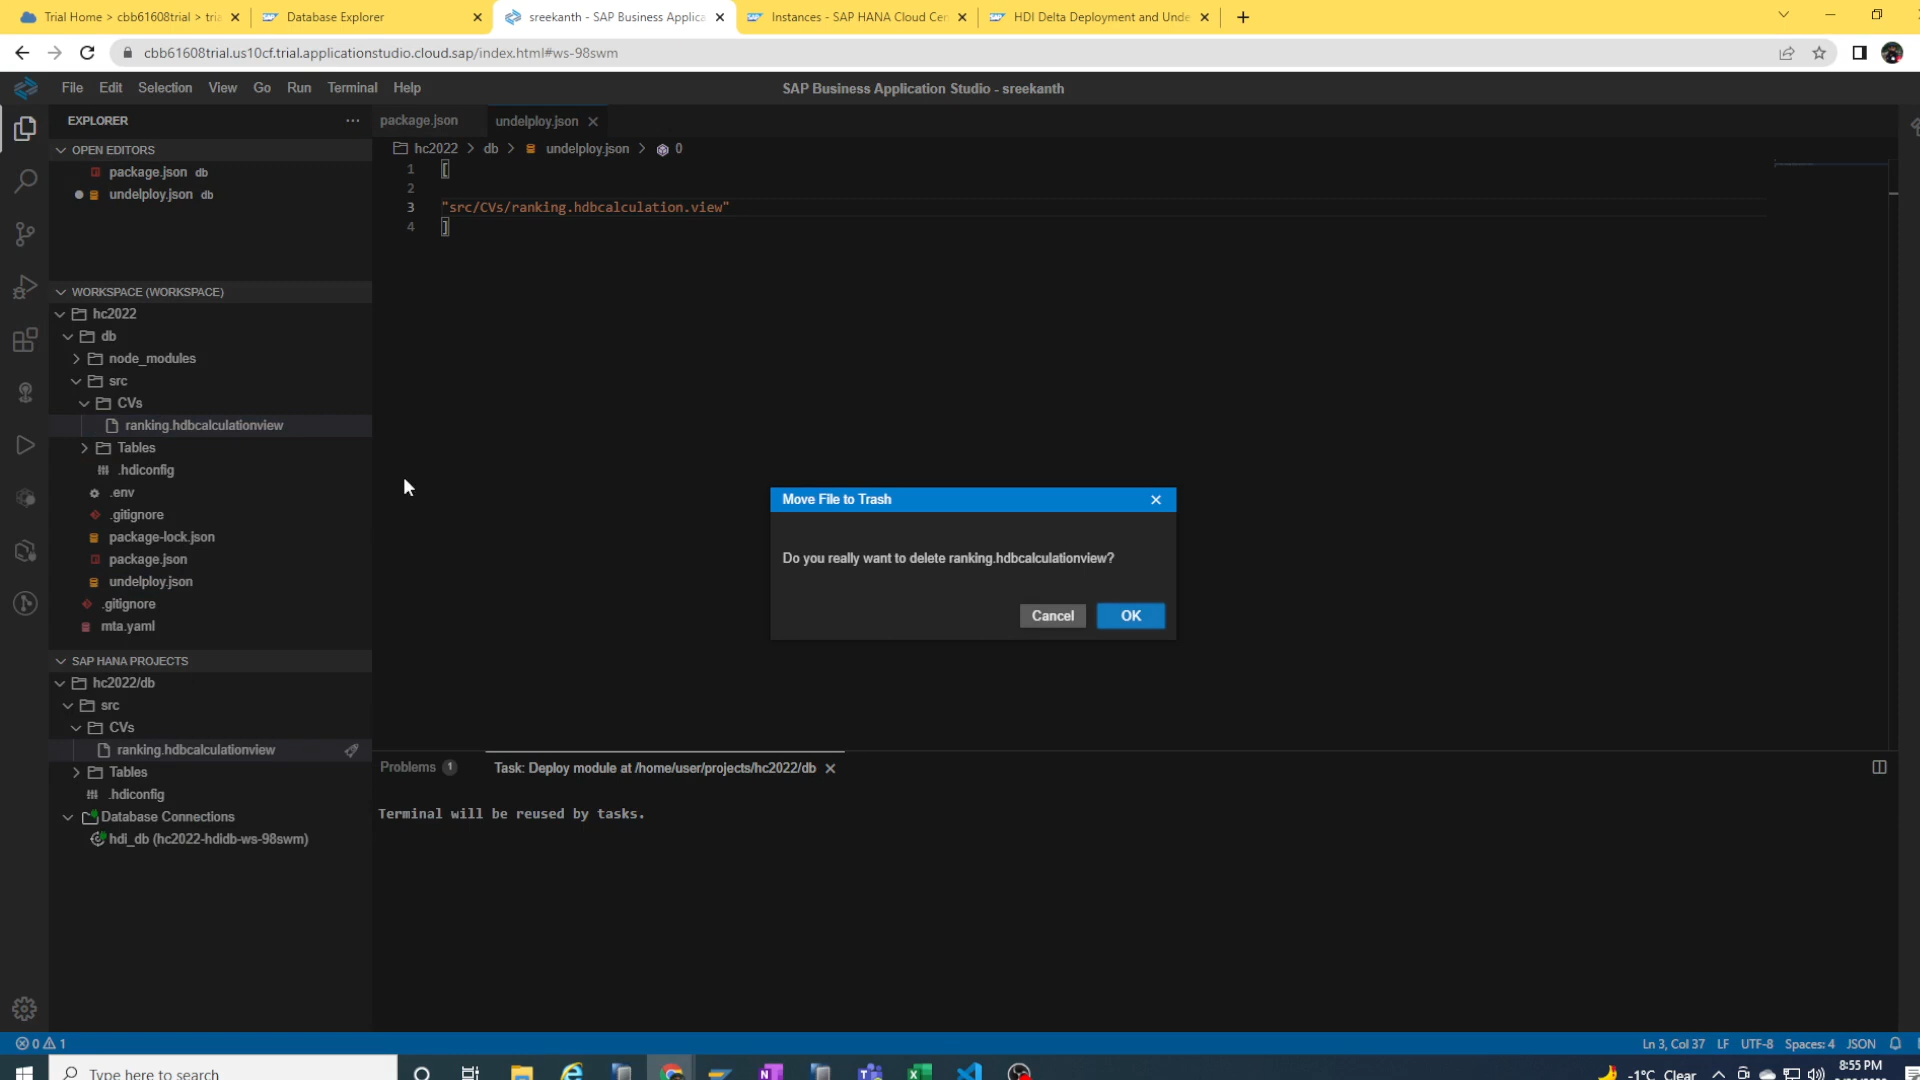 Trial Home > cbb61608trial > tria
Database Explorer
sreekanth - SAP Business Applica
Instances - SAP HANA Cloud Cen
HDI Delta Deployment and Unde
cbb61608trial.us10cf.trial.applicationstudio.cloud.sap/index.html#ws-98swm
File Edit Selection View Go Run Terminal Help
SAP Business Application Studio - sreekanth
EXPLORER
package.json
undelploy.json
OPEN EDITORS
hc2022 > db > undelploy.json > 0
package.json db
undelploy.json db
1 [
2
3 "src/CVs/ranking.hdbcalculation.view"
4 ]
WORKSPACE (WORKSPACE)
hc2022
db
node_modules
src
CVs
ranking.hdbcalculationview
Tables
.hdiconfig
.env
.gitignore
package-lock.json
package.json
undelploy.json
.gitignore
mta.yaml
Move File to Trash
Do you really want to delete ranking.hdbcalculationview?
Cancel
OK
SAP HANA PROJECTS
hc2022/db
src
CVs
ranking.hdbcalculationview
Tables
.hdiconfig
Database Connections
hdi_db (hc2022-hdidb-ws-98swm)
Problems 1
Task: Deploy module at /home/user/projects/hc2022/db
Terminal will be reused by tasks.
0 1
Ln 3, Col 37 LF UTF-8 Spaces: 4 JSON
Type here to search
-1°C Clear
8:55 PM